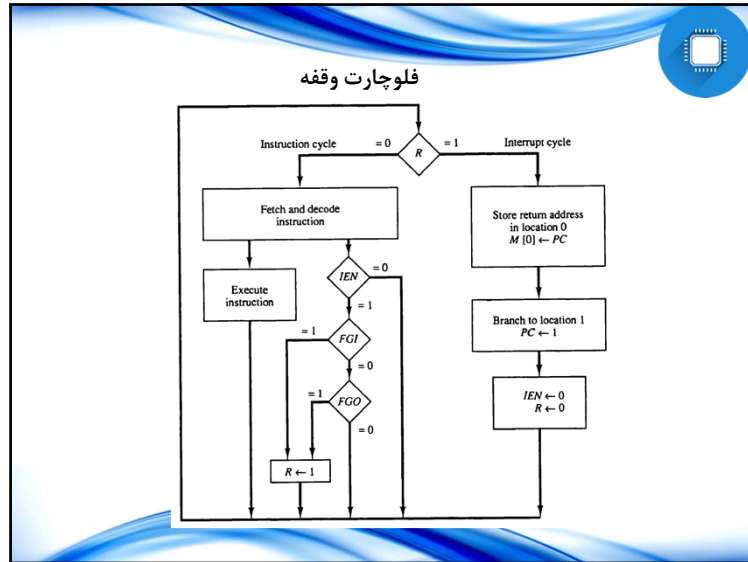 فلوچارت وقفه
Instruction cycle
= 0
R
= 1
Interrupt cycle
Fetch and decode
instruction
Store return address
in location 0
M [0] ← PC
Execute
instruction
IEN
= 0
= 1
Branch to location 1
PC ← 1
= 1
FGI
= 0
=1
FGO
= 0
IEN ← 0
R ← 0
R ← 1